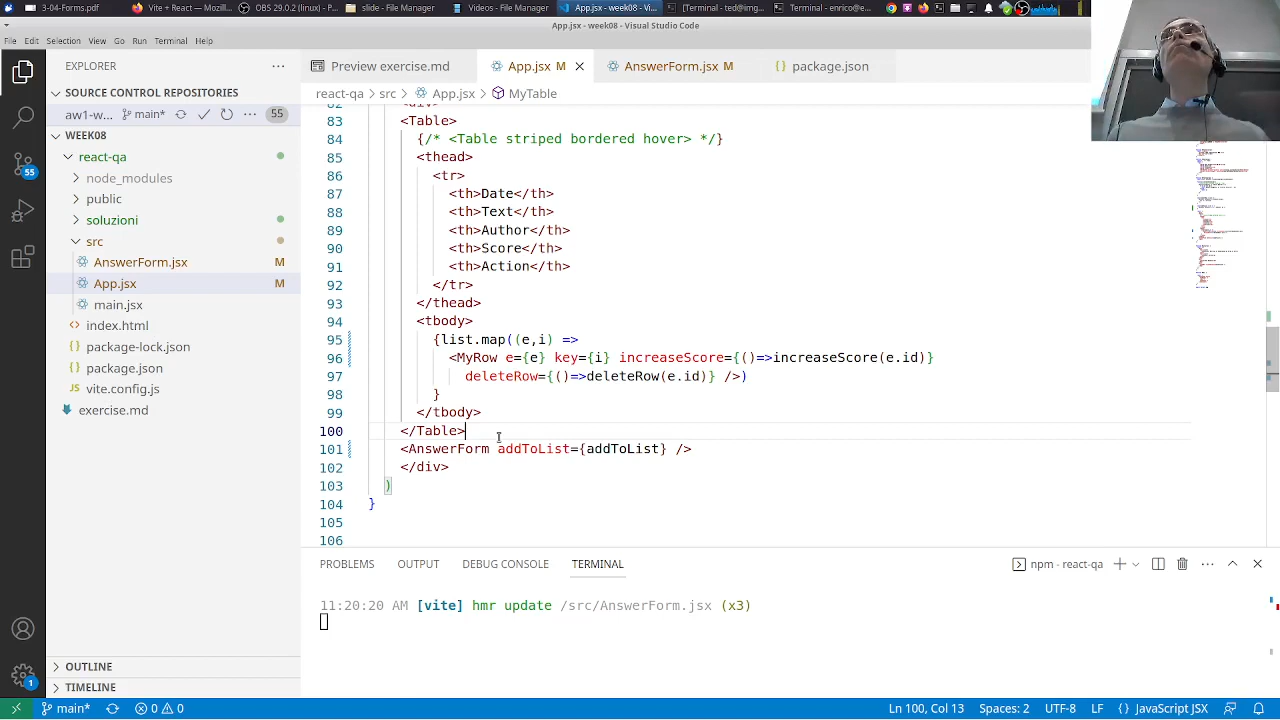 3-04-Forms.pdf
Vite + React — Mozill...
OBS 29.0.2 (linux) - P...
slide - File Manager
Videos - File Manager
App.jsx - week08 - Vis...
[Terminal - ted@ing...
Terminal - enrico@e...
App.jsx - week08 - Visual Studio Code
File Edit Selection View Go Run Terminal Help
EXPLORER
Preview exercise.md
App.jsx M
AnswerForm.jsx M
package.json
SOURCE CONTROL REPOSITORIES
aw1-w... main* 55
WEEK08
react-qa
node_modules
public
soluzioni
src
AnswerForm.jsx M
App.jsx M
main.jsx
index.html
package-lock.json
package.json
JS vite.config.js
exercise.md
OUTLINE
TIMELINE
55
1
react-qa > src > App.jsx > MyTable
82 <div>
83 <Table>
84 {/* <Table striped bordered hover> */}
85 <thead>
86 <tr>
87 <th>Date</th>
88 <th>Text</th>
89 <th>Author</th>
90 <th>Score</th>
91 <th>Action</th>
92 </tr>
93 </thead>
94 <tbody>
95 {list.map((e,i) =>
96 <MyRow e={e} key={i} increaseScore={()=>increaseScore(e.id)}
97 deleteRow={()=>deleteRow(e.id)} />)
98 }
99 </tbody>
100 </Table>
101 <AnswerForm addToList={addToList} />
102 </div>
103 )
104 }
105
106
PROBLEMS OUTPUT DEBUG CONSOLE TERMINAL
npm - react-qa
11:20:20 AM [vite] hmr update /src/AnswerForm.jsx (x3)
main* 0 0
Ln 100, Col 13 Spaces: 2 UTF-8 LF {} JavaScript JSX